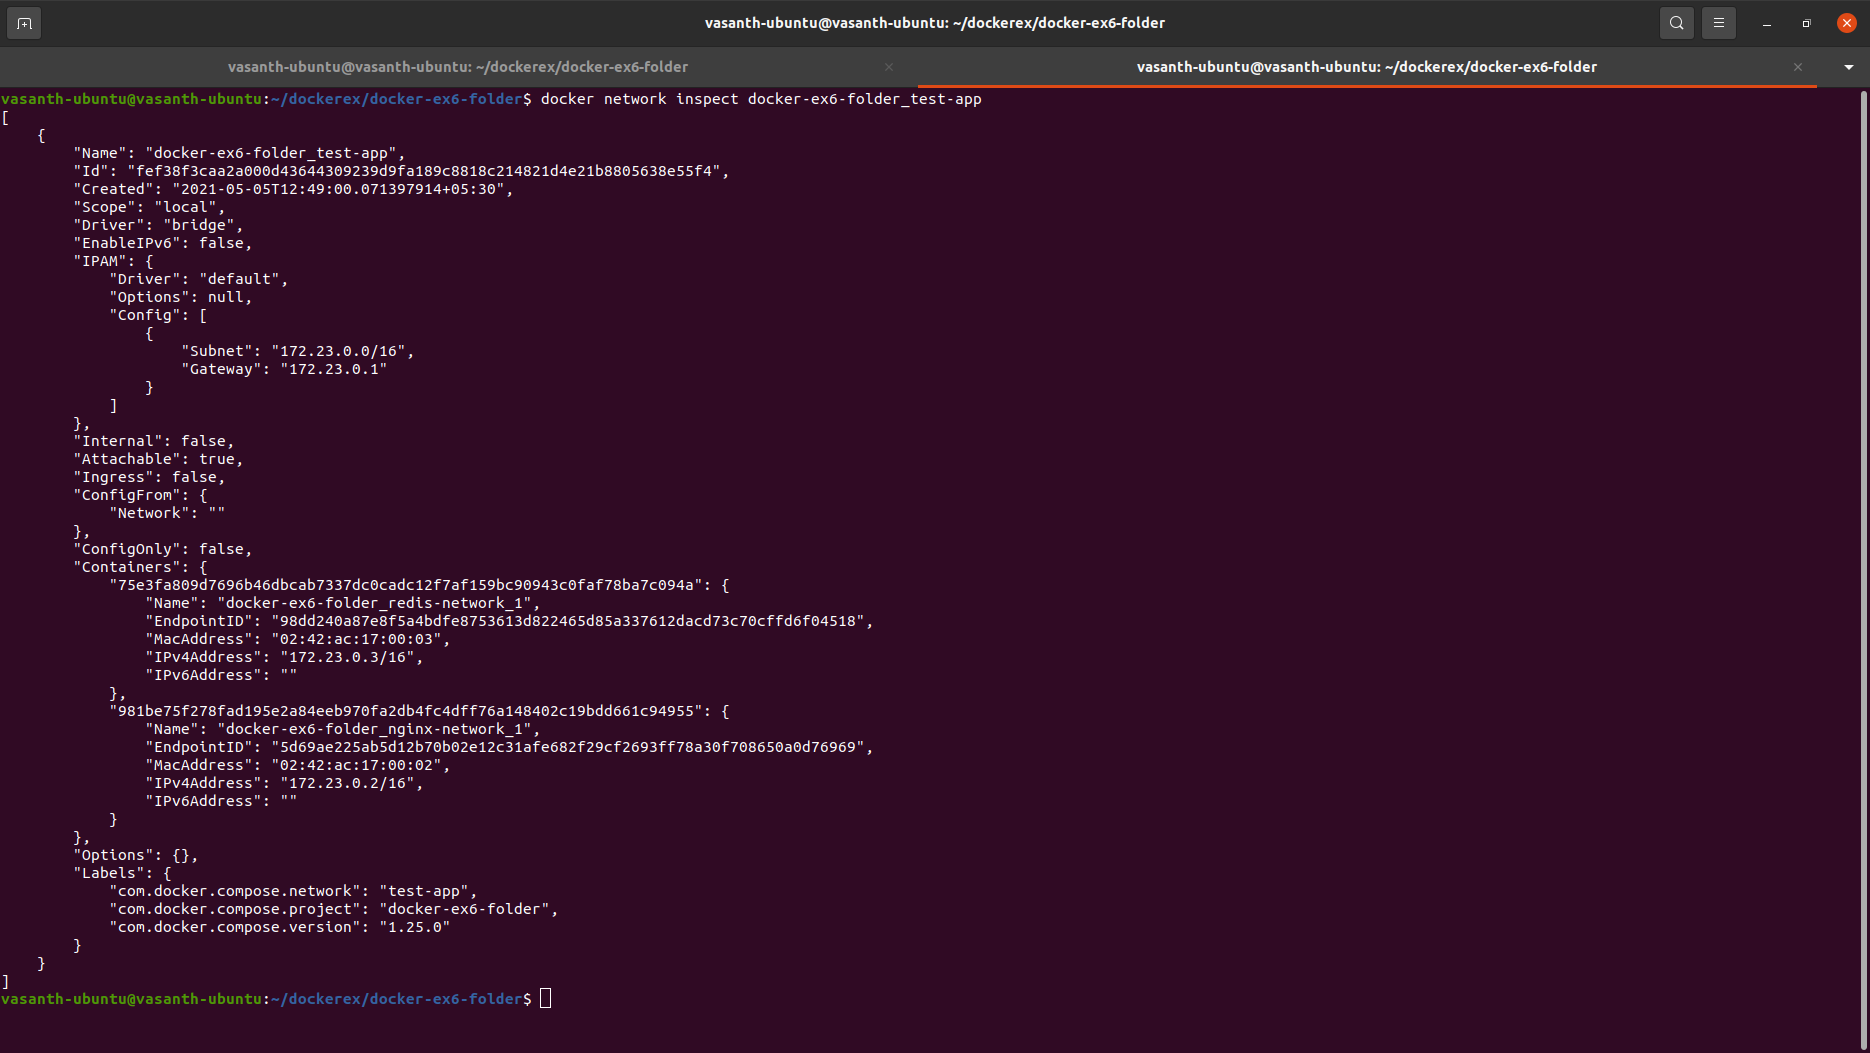 vasanth-ubuntu@vasanth-ubuntu: ~/dockerex/docker-ex6-folder
vasanth-ubuntu@vasanth-ubuntu: ~/dockerex/docker-ex6-folder
vasanth-ubuntu@vasanth-ubuntu: ~/dockerex/docker-ex6-folder
vasanth-ubuntu@vasanth-ubuntu:~/dockerex/docker-ex6-folder$ docker network inspect docker-ex6-folder_test-app
[
    {
        "Name": "docker-ex6-folder_test-app",
        "Id": "fef38f3caa2a000d43644309239d9fa189c8818c214821d4e21b8805638e55f4",
        "Created": "2021-05-05T12:49:00.071397914+05:30",
        "Scope": "local",
        "Driver": "bridge",
        "EnableIPv6": false,
        "IPAM": {
            "Driver": "default",
            "Options": null,
            "Config": [
                {
                    "Subnet": "172.23.0.0/16",
                    "Gateway": "172.23.0.1"
                }
            ]
        },
        "Internal": false,
        "Attachable": true,
        "Ingress": false,
        "ConfigFrom": {
            "Network": ""
        },
        "ConfigOnly": false,
        "Containers": {
            "75e3fa809d7696b46dbcab7337dc0cadc12f7af159bc90943c0faf78ba7c094a": {
                "Name": "docker-ex6-folder_redis-network_1",
                "EndpointID": "98dd240a87e8f5a4bdfe8753613d822465d85a337612dacd73c70cffd6f04518",
                "MacAddress": "02:42:ac:17:00:03",
                "IPv4Address": "172.23.0.3/16",
                "IPv6Address": ""
            },
            "981be75f278fad195e2a84eeb970fa2db4fc4dff76a148402c19bdd661c94955": {
                "Name": "docker-ex6-folder_nginx-network_1",
                "EndpointID": "5d69ae225ab5d12b70b02e12c31afe682f29cf2693ff78a30f708650a0d76969",
                "MacAddress": "02:42:ac:17:00:02",
                "IPv4Address": "172.23.0.2/16",
                "IPv6Address": ""
            }
        },
        "Options": {},
        "Labels": {
            "com.docker.compose.network": "test-app",
            "com.docker.compose.project": "docker-ex6-folder",
            "com.docker.compose.version": "1.25.0"
        }
    }
]
vasanth-ubuntu@vasanth-ubuntu:~/dockerex/docker-ex6-folder$